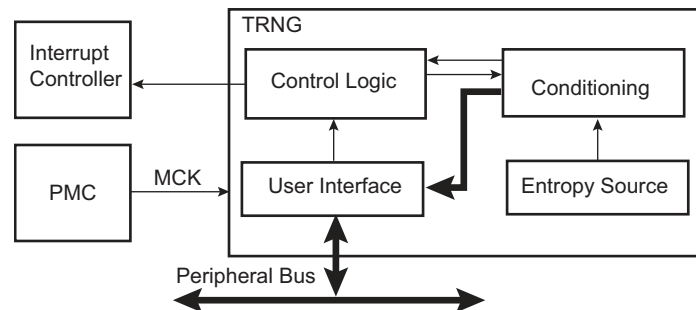 TRNG
Interrupt
Controller
Control Logic
Conditioning
PMC
MCK
User Interface
Entropy Source
Peripheral Bus